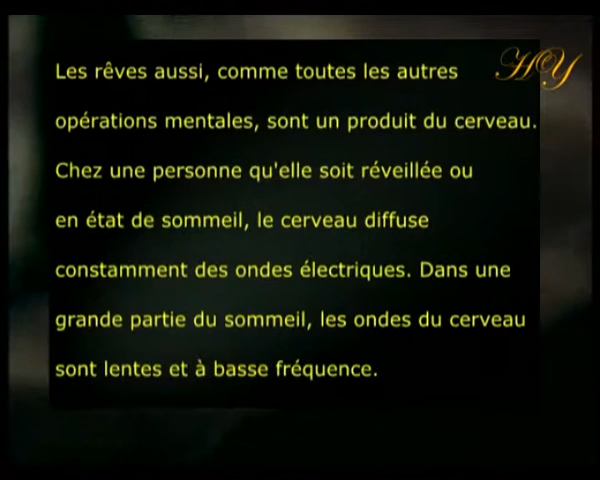 Les rêves aussi, comme toutes les autres
HY
opérations mentales, sont un produit du cerveau.
Chez une personne qu'elle soit réveillée ou
en état de sommeil, le cerveau diffuse
constamment des ondes électriques. Dans une
grande partie du sommeil, les ondes du cerveau
sont lentes et à basse fréquence.